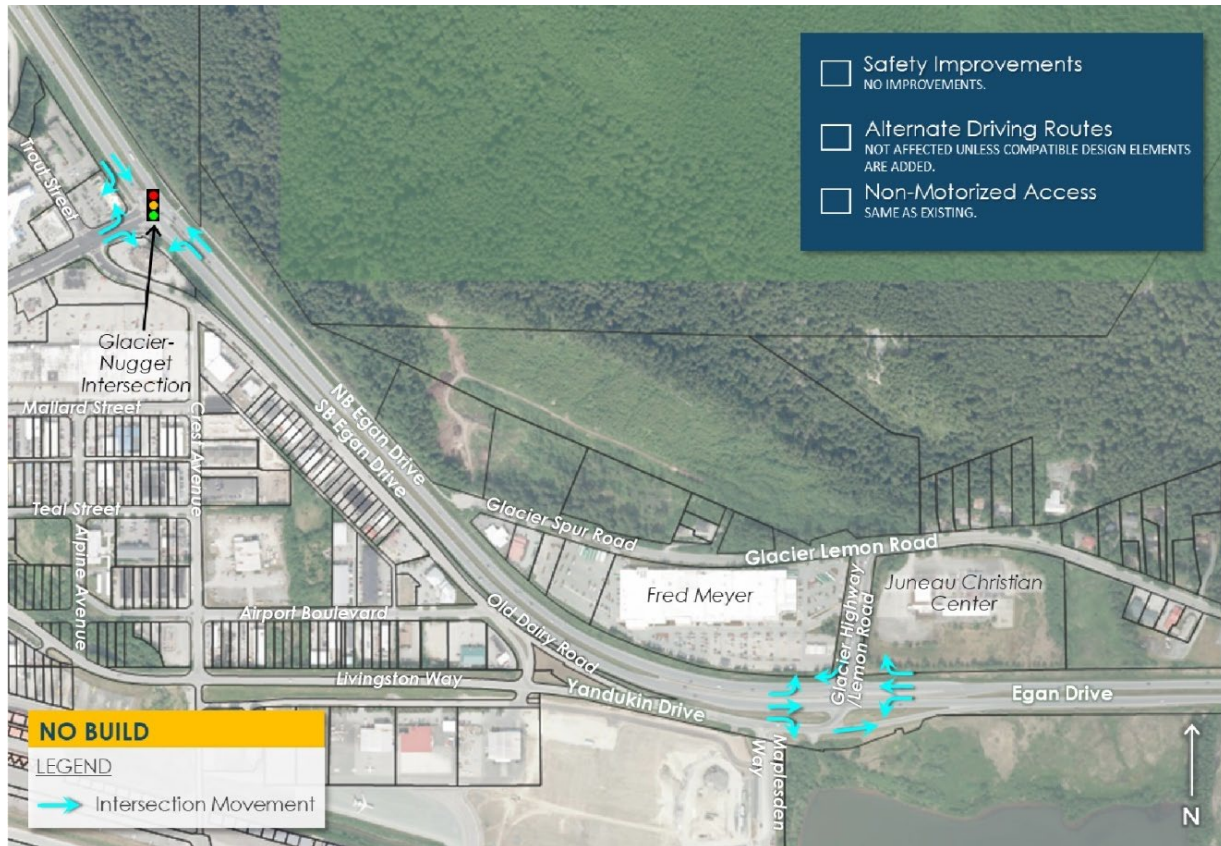 Safety Improvements
NO IMPROVEMENTS.
Alternate Driving Routes
NOT AFFECTED UNLESS COMPATIBLE DESIGN ELEMENTS
ARE ADDED.
Non-Motorized Access
SAME AS EXISTING.
Trout Street
Glacier-
Nugget
Intersection
Mallard Street
Crest Avenue
NB Egan Drive
SB Egan Drive
Teal Street
Alpine Avenue
Glacier Spur Road
Glacier Lemon Road
Fred Meyer
Glacier Highway
/Lemon Road
Juneau Christian
Center
Airport Boulevard
Old Dairy Road
Livingston Way
Yandukin Drive
Egan Drive
Maplesden
Way
NO BUILD
LEGEND
Intersection Movement
N